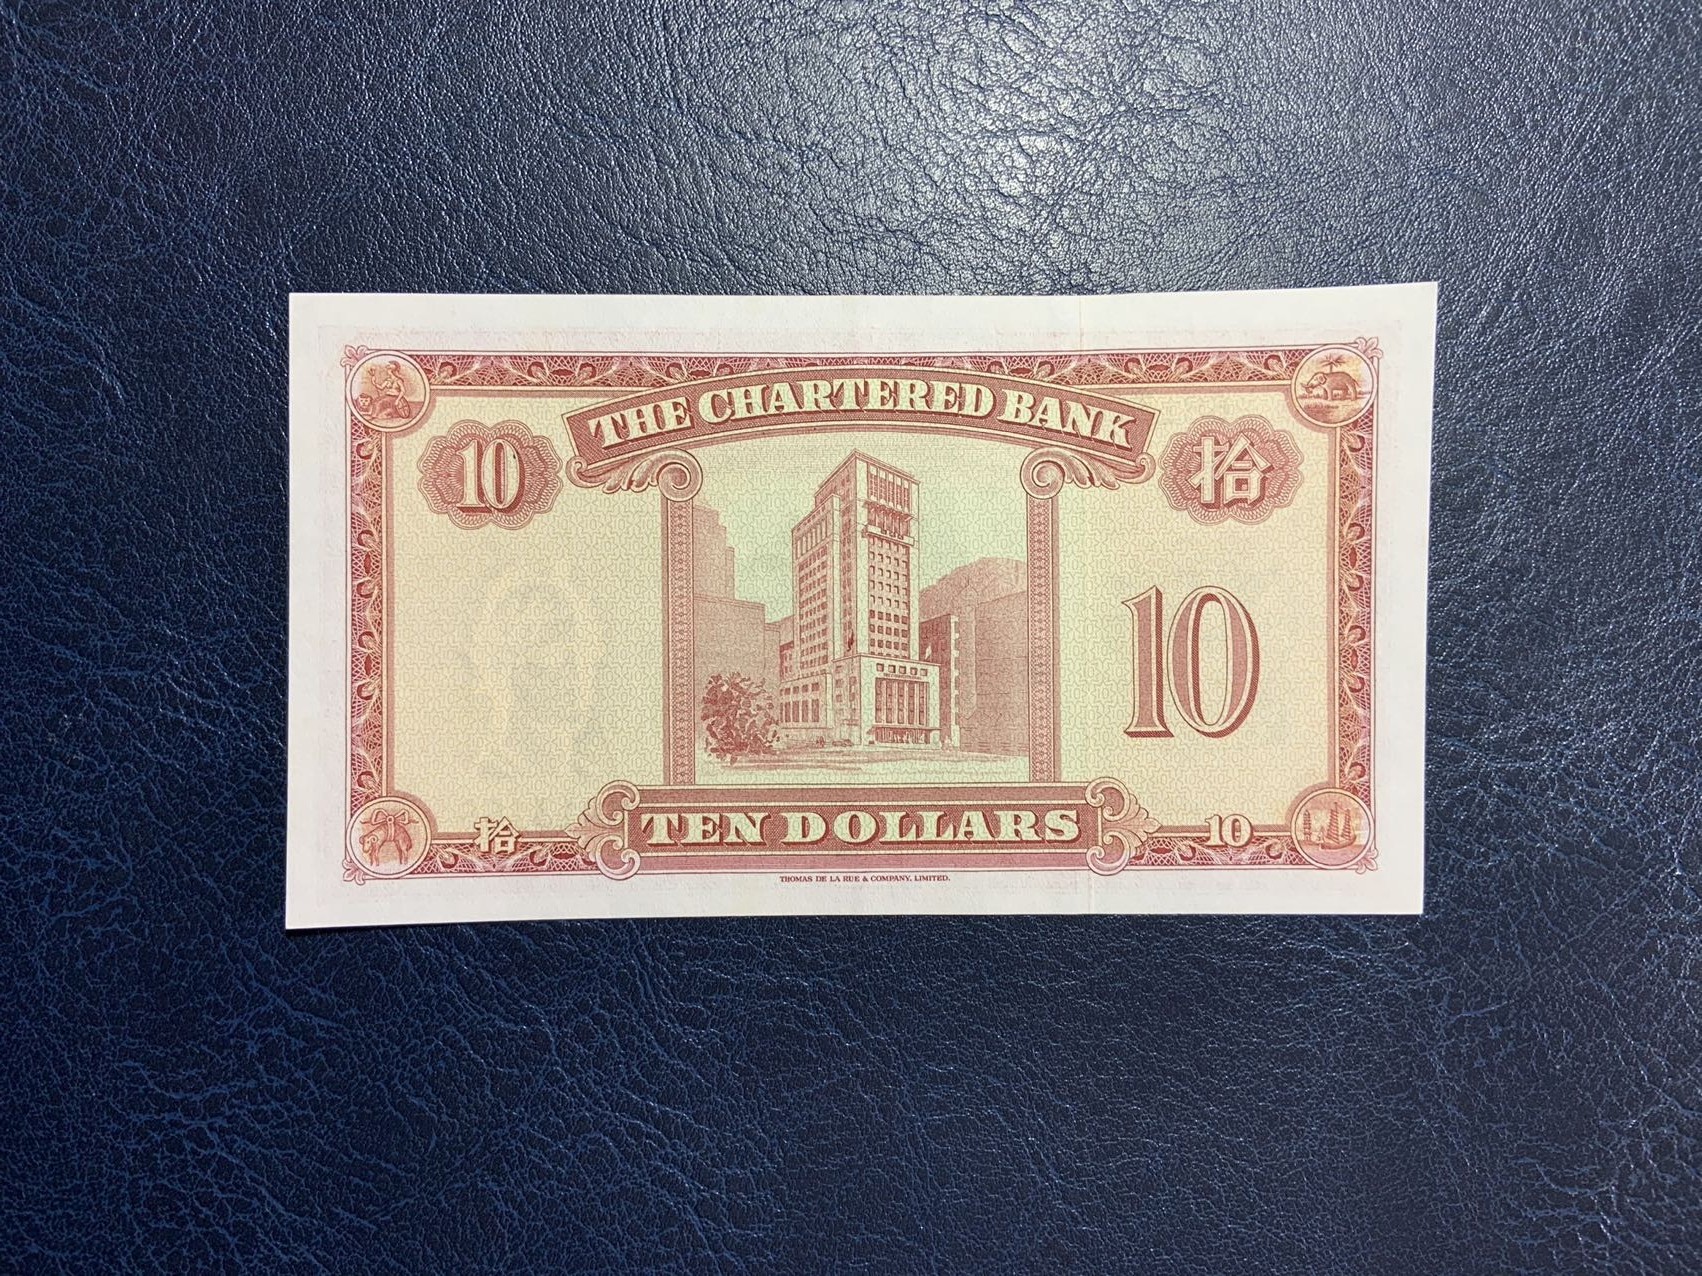 THE CHARTERED BANK
10
拾
10
拾
TEN DOLLARS
10
THOMAS DE LA RUE & COMPANY, LIMITED.